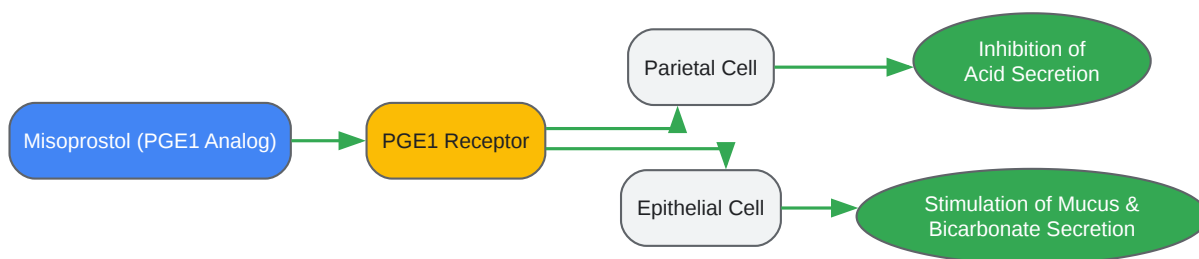 Misoprostol (PGE1 Analog)
PGE1 Receptor
Parietal Cell
Inhibition of
Acid Secretion
Epithelial Cell
Stimulation of Mucus &
Bicarbonate Secretion